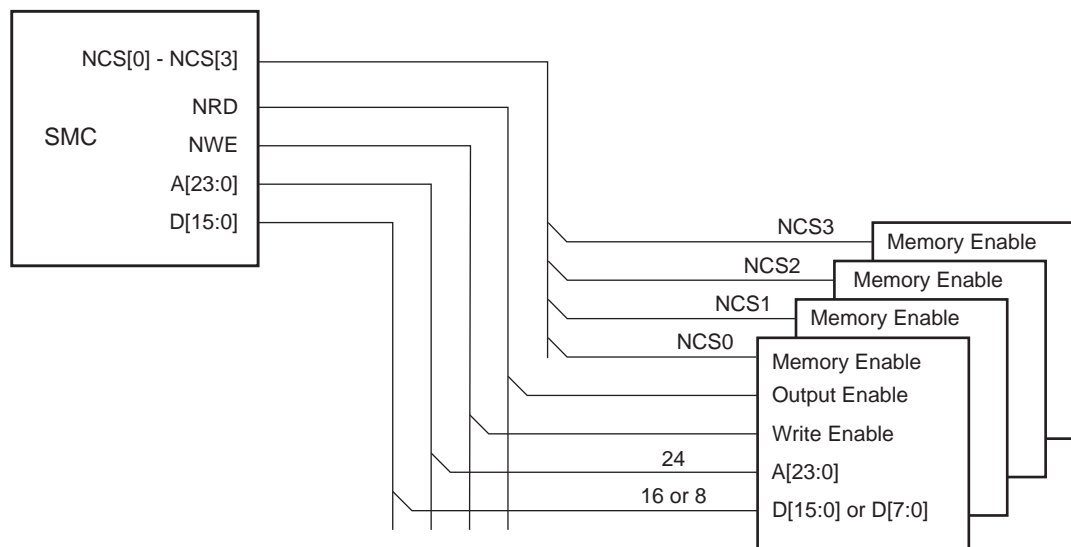 NCS[0] - NCS[3]
NRD
SMC
NWE
A[23:0]
D[15:0]
NCS3
Memory Enable
NCS2
Memory Enable
NCS1
Memory Enable
NCS0
Memory Enable
Output Enable
Write Enable
24
A[23:0]
16 or 8
D[15:0] or D[7:0]